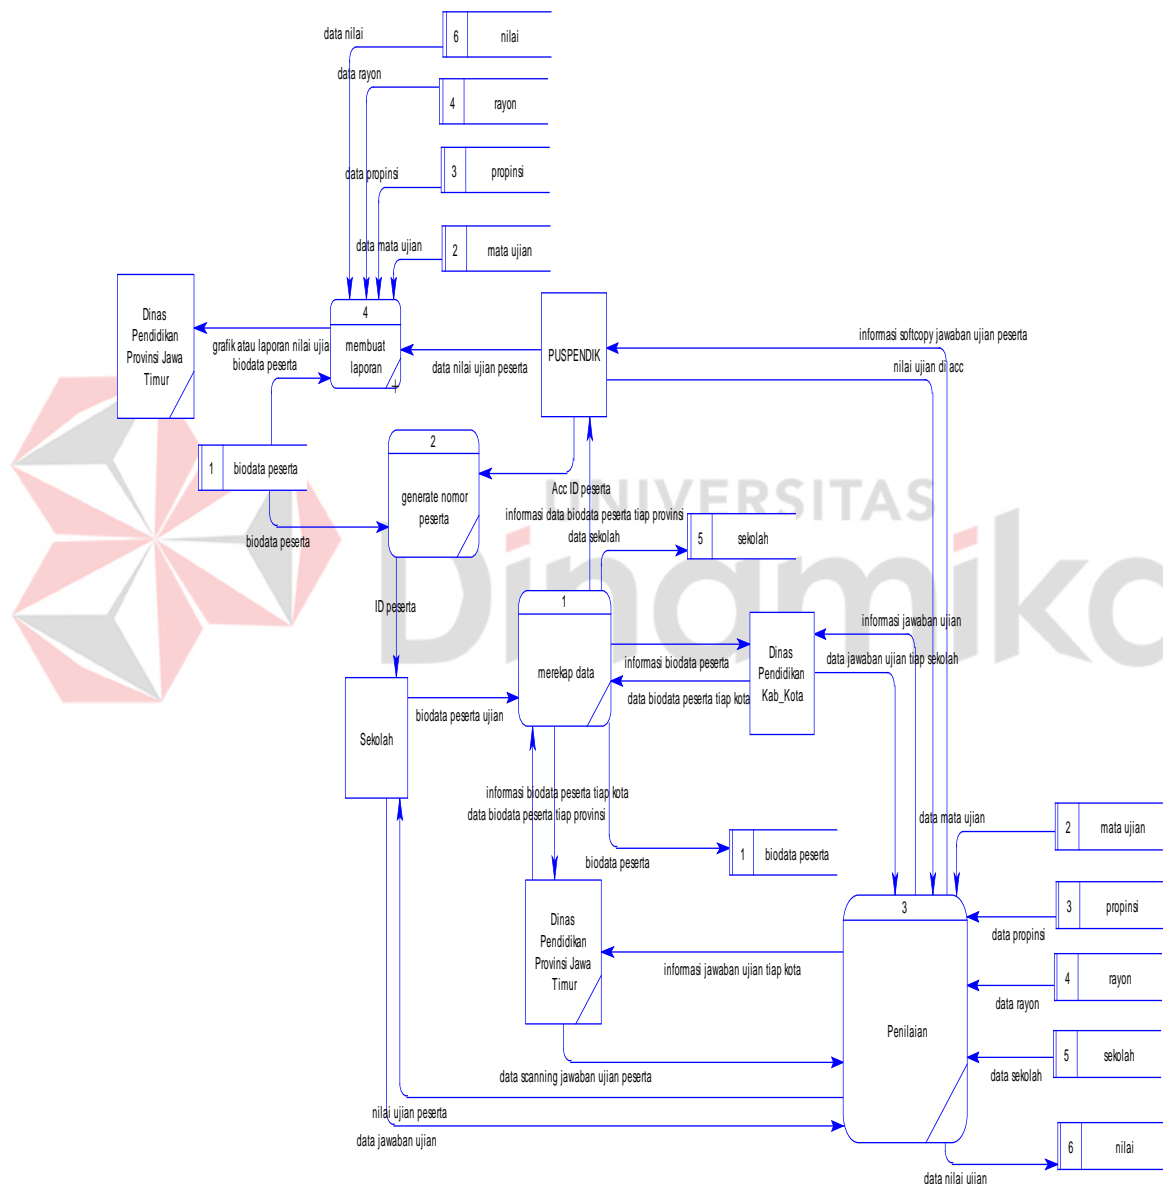 data nilai
6 nilai
data rayon
4 rayon
data propinsi
3 propinsi
data mata ujian
2 mata ujian
Dinas
Pendidikan
Provinsi Jawa
Timur
4
membuat
laporan
grafik atau laporan nilai ujia
biodata peserta
data nilai ujian peserta
PUSPENDIK
informasi softcopy jawaban ujian peserta
nilai ujian di acc
1 biodata peserta
biodata peserta
2
generate nomor
peserta
Acc ID peserta
informasi data biodata peserta tiap provinsi
data sekolah
5 sekolah
UNIVERSITAS
Dinamika
ID peserta
1
merekap data
informasi biodata peserta
data biodata peserta tiap kota
Dinas
Pendidikan
Kab_Kota
informasi jawaban ujian
data jawaban ujian tiap sekolah
Sekolah
biodata peserta ujian
informasi biodata peserta tiap kota
data biodata peserta tiap provinsi
biodata peserta
1 biodata peserta
data mata ujian
2 mata ujian
Dinas
Pendidikan
Provinsi Jawa
Timur
informasi jawaban ujian tiap kota
data scanning jawaban ujian peserta
3
Penilaian
3 propinsi
data propinsi
4 rayon
data rayon
5 sekolah
data sekolah
nilai ujian peserta
data jawaban ujian
6 nilai
data nilai ujian